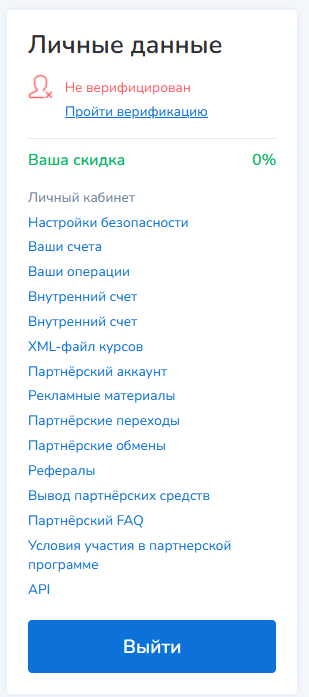 Личные данные
Не верифицирован
Пройти верификацию
Ваша скидка 0%
Личный кабинет
Настройки безопасности
Ваши счета
Ваши операции
Внутренний счет
Внутренний счет
XML-файл курсов
Партнёрский аккаунт
Рекламные материалы
Партнёрские переходы
Партнёрские обмены
Рефералы
Вывод партнёрских средств
Партнёрский FAQ
Условия участия в партнерской
программе
API
Выйти